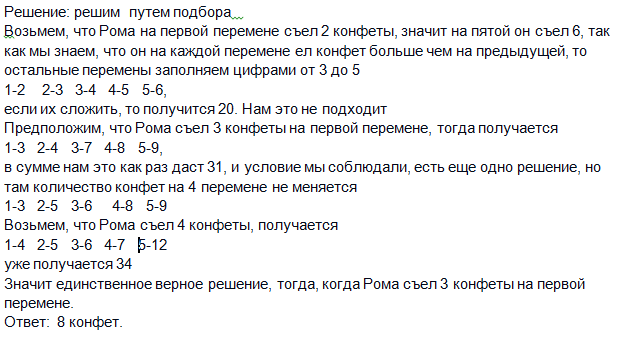 Решение: решим путем подбора
Возьмем, что Рома на первой перемене съел 2 конфеты, значит на пятой он съел 6, так
как мы знаем, что он на каждой перемене ел конфет больше чем на предыдущей, то
остальные перемены заполняем цифрами от 3 до 5
1-2 2-3 3-4 4-5 5-6,
если их сложить, то получится 20. Нам это не подходит
Предположим, что Рома съел 3 конфеты на первой перемене, тогда получается
1-3 2-4 3-7 4-8 5-9,
в сумме нам это как раз даст 31, и условие мы соблюдали, есть еще одно решение, но
там количество конфет на 4 перемене не меняется
1-3 2-5 3-6 4-8 5-9
Возьмем, что Рома съел 4 конфеты, получается
1-4 2-5 3-6 4-7 5-12
уже получается 34
Значит единственное верное решение, тогда, когда Рома съел 3 конфеты на первой
перемене.
Ответ: 8 конфет.